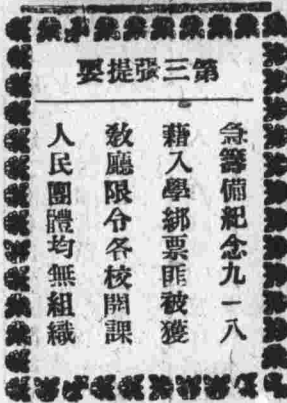 第三張提要
急籌備紀念九一八
藉入學綁票匪被獲
教廳限令各校開課
人民團體均無組織